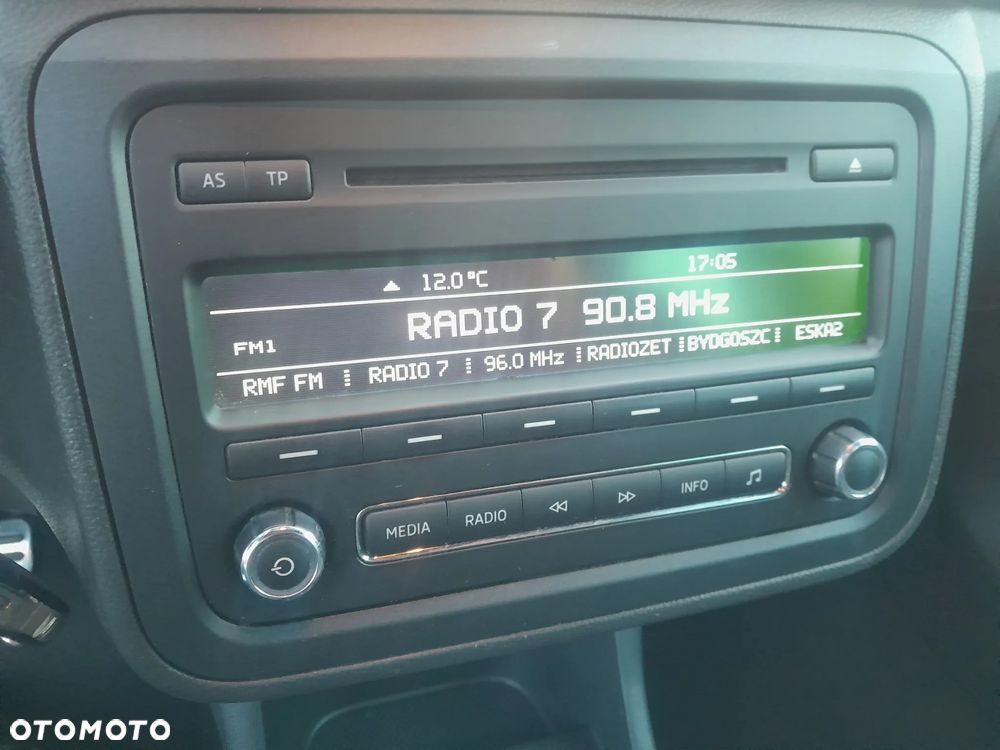 AS TP
12.0°C 17:05
RADIO 7 90.8 MHz
FM1
RMF FM RADIO 7 96.0 MHz RADIOZET BYDGOSZC ESKA2
MEDIA RADIO INFO
OTOMOTO